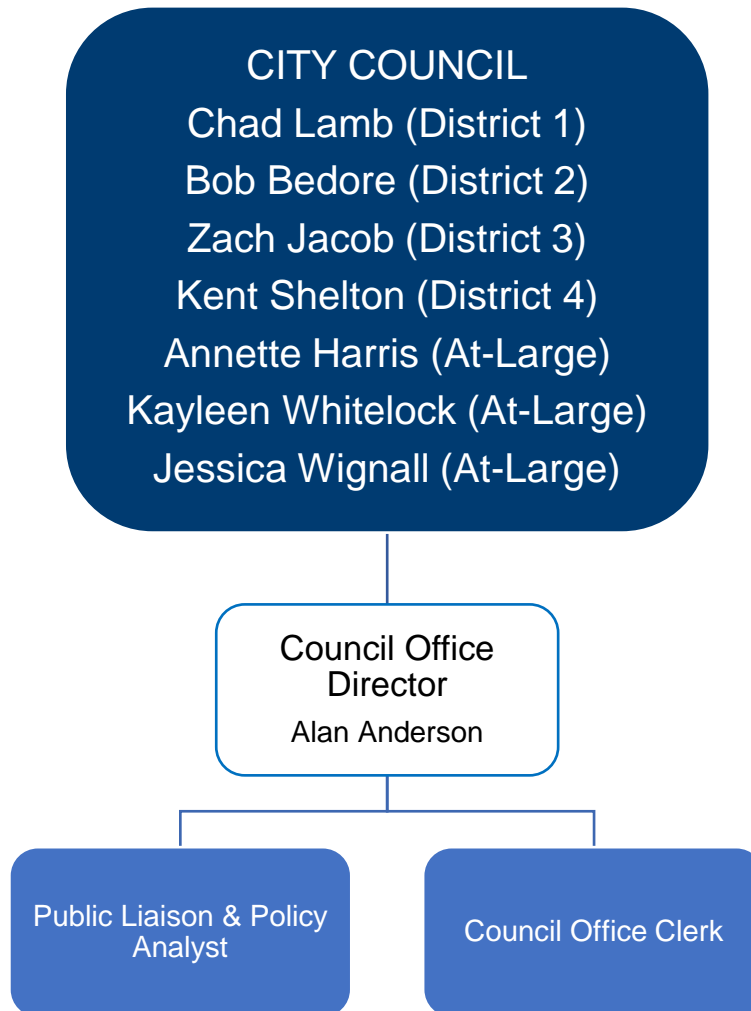 CITY COUNCIL
Chad Lamb (District 1)
Bob Bedore (District 2)
Zach Jacob (District 3)
Kent Shelton (District 4)
Annette Harris (At-Large)
Kayleen Whitelock (At-Large)
Jessica Wignall (At-Large)
Council Office
Director
Alan Anderson
Public Liaison & Policy
Analyst
Council Office Clerk